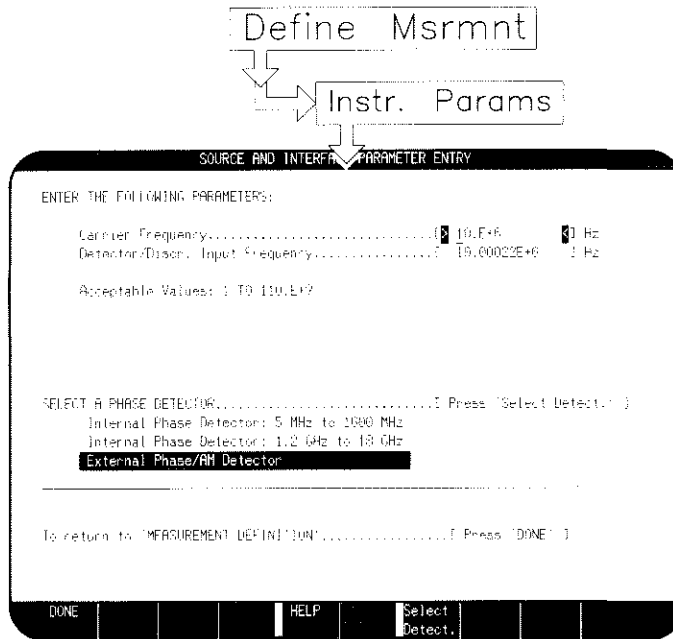 Define Msrmnt
Instr. Params
SOURCE AND INTERFA PARAMETER ENTRY
ENTER THE FOLLOWING PARAMETERS:
Carrier Frequency..............................[> 10.E+6 <] Hz
Detector/Discr. Input Frequency................[ 10.00022E+6 ] Hz
Acceptable Values: 1 TO 110.E+9
SELECT A PHASE DETECTOR..............................[ Press 'Select Detect.' ]
Internal Phase Detector: 5 MHz to 1600 MHz
Internal Phase Detector: 1.2 GHz to 18 GHz
External Phase/AM Detector
To return to 'MEASUREMENT DEFINITION'.................[ Press 'DONE' ]
DONE HELP Select Detect.